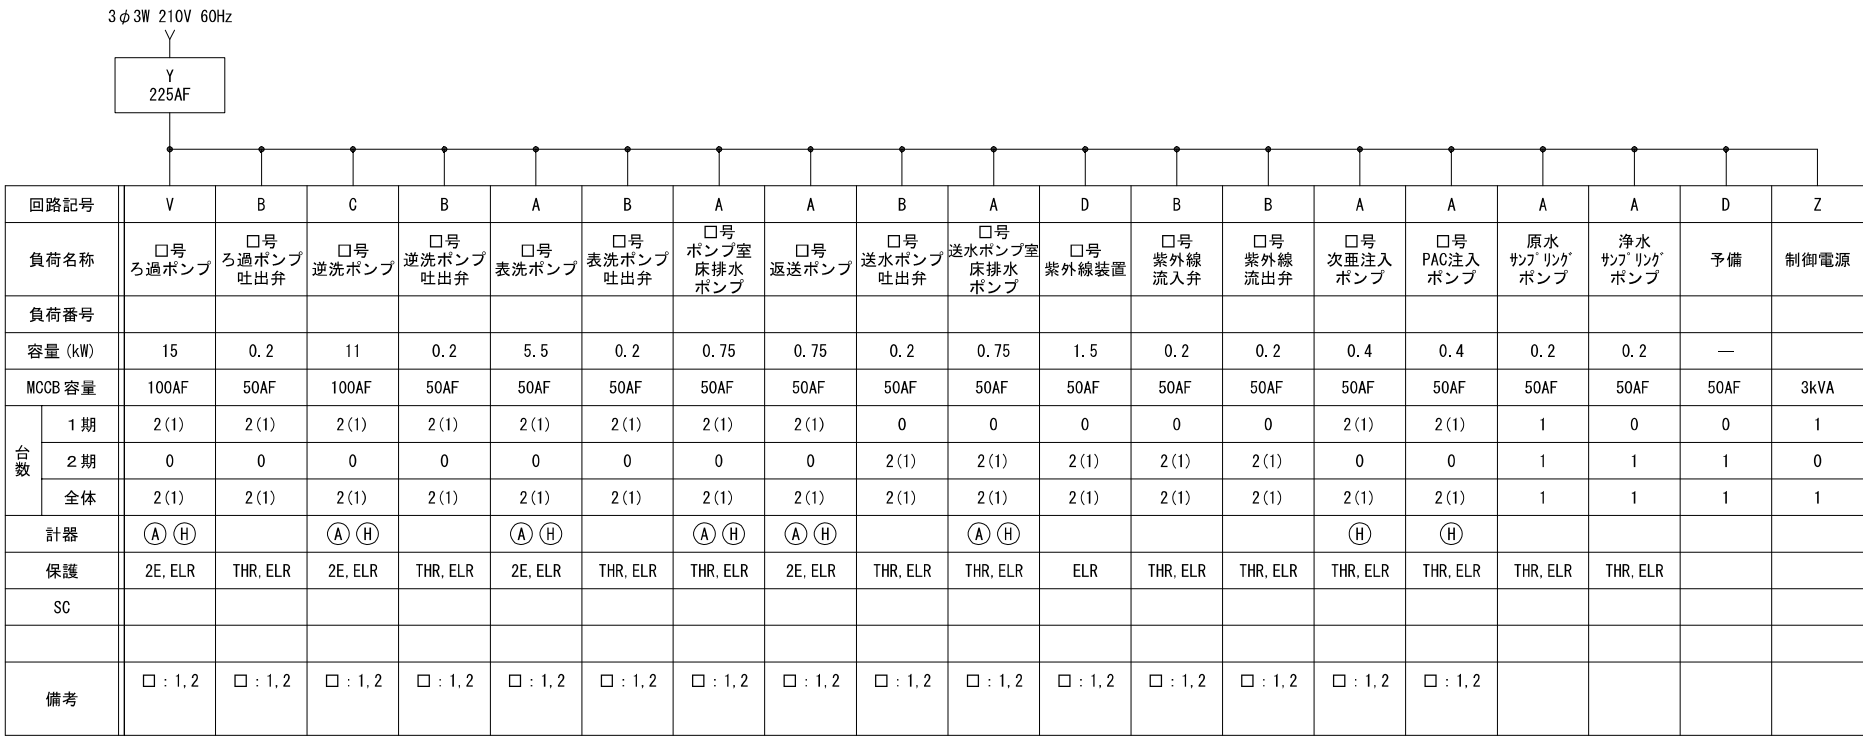 3φ3W 210V 60Hz
Y
225AF
回路記号 V B C B A B A A B A D B B A A A A D Z
負荷名称 □号 ろ過ポンプ □号 ろ過ポンプ 吐出弁 □号 逆洗ポンプ □号 逆洗ポンプ 吐出弁 □号 表洗ポンプ □号 表洗ポンプ 吐出弁 □号 ポンプ室 床排水 ポンプ □号 返送ポンプ □号 送水ポンプ 吐出弁 □号 送水ポンプ室 床排水 ポンプ □号 紫外線装置 □号 紫外線 流入弁 □号 紫外線 流出弁 □号 次亜注入 ポンプ □号 PAC注入 ポンプ 原水 ｻﾝﾌﾟﾘﾝｸﾞ ポンプ 浄水 ｻﾝﾌﾟﾘﾝｸﾞ ポンプ 予備 制御電源
負荷番号
容量(kW) 15 0.2 11 0.2 5.5 0.2 0.75 0.75 0.2 0.75 1.5 0.2 0.2 0.4 0.4 0.2 0.2 —
MCCB容量 100AF 50AF 100AF 50AF 50AF 50AF 50AF 50AF 50AF 50AF 50AF 50AF 50AF 50AF 50AF 50AF 50AF 50AF 3kVA
台数
1期 2(1) 2(1) 2(1) 2(1) 2(1) 2(1) 2(1) 2(1) 0 0 0 0 0 2(1) 2(1) 1 0 0 1
2期 0 0 0 0 0 0 0 0 2(1) 2(1) 2(1) 2(1) 2(1) 0 0 1 1 1 0
全体 2(1) 2(1) 2(1) 2(1) 2(1) 2(1) 2(1) 2(1) 2(1) 2(1) 2(1) 2(1) 2(1) 2(1) 2(1) 1 1 1 1
計器 Ⓐ Ⓗ Ⓐ Ⓗ Ⓐ Ⓗ Ⓐ Ⓗ Ⓐ Ⓗ Ⓐ Ⓗ Ⓗ Ⓗ
保護 2E, ELR THR, ELR 2E, ELR THR, ELR 2E, ELR THR, ELR THR, ELR 2E, ELR THR, ELR THR, ELR ELR THR, ELR THR, ELR THR, ELR THR, ELR THR, ELR THR, ELR
SC
備考 □：1,2 □：1,2 □：1,2 □：1,2 □：1,2 □：1,2 □：1,2 □：1,2 □：1,2 □：1,2 □：1,2 □：1,2 □：1,2 □：1,2 □：1,2